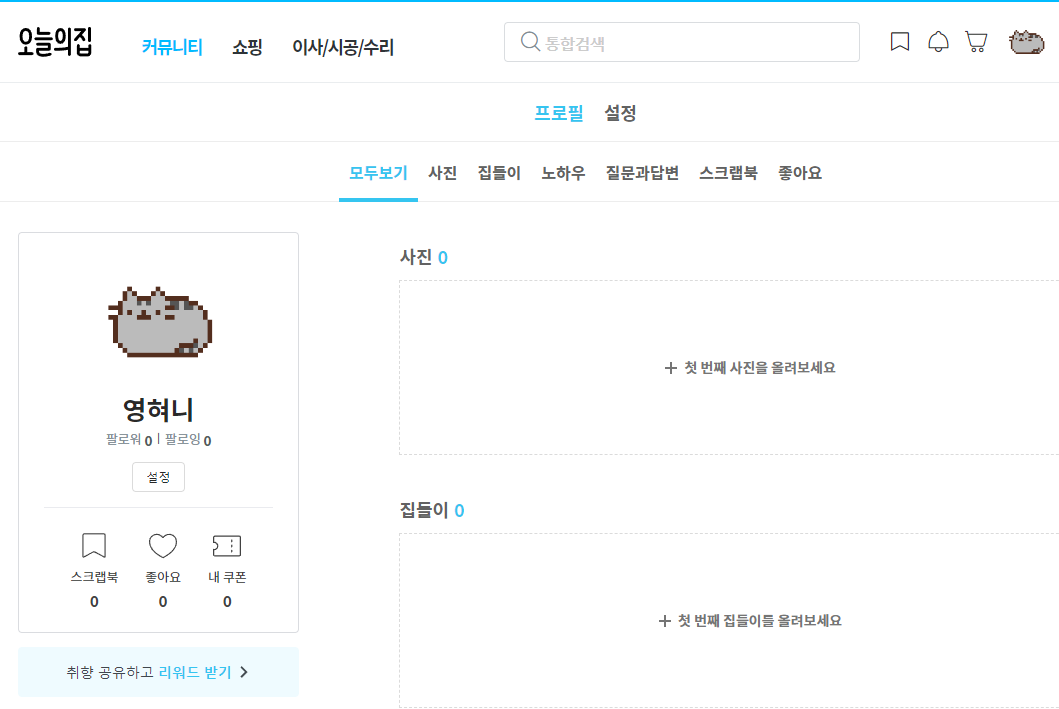 오늘의집 커뮤니티 쇼핑 이사/시공/수리 통합검색
프로필 설정
모두보기 사진 집들이 노하우 질문과답변 스크랩북 좋아요
영혀니
팔로워 0 | 팔로잉 0
설정
스크랩북 좋아요 내 쿠폰
0 0 0
취향 공유하고 리워드 받기 >
사진 0
+ 첫 번째 사진을 올려보세요
집들이 0
+ 첫 번째 집들이를 올려보세요